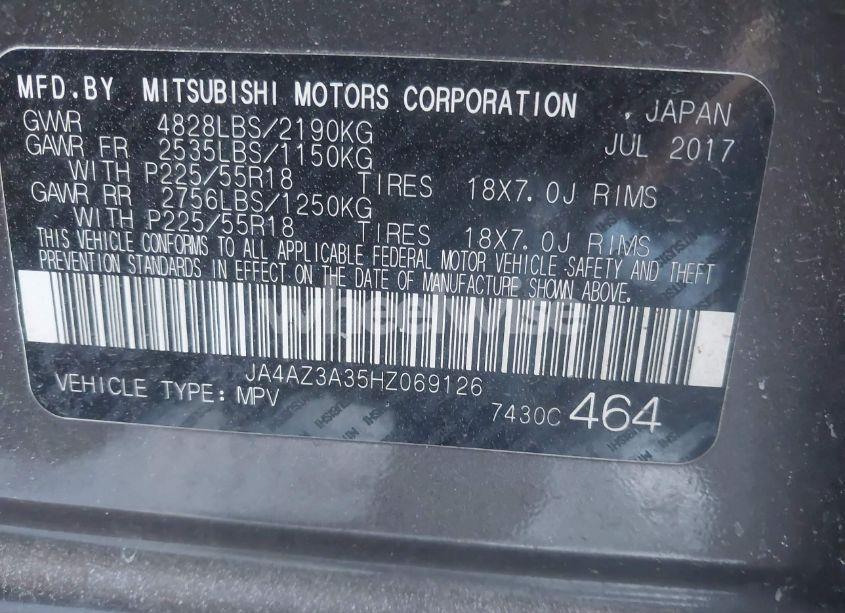 MFD.BY MITSUBISHI MOTORS CORPORATION , JAPAN
GVWR 4828LBS/2190KG JUL 2017
GAWR FR 2535LBS/1150KG
WITH P225/55R18 TIRES 18X7.0J RIMS
GAWR RR 2756LBS/1250KG
WITH P225/55R18 TIRES 18X7.0J RIMS
THIS VEHICLE CONFORMS TO ALL APPLICABLE FEDERAL MOTOR VEHICLE SAFETY AND THEFT
PREVENTION STANDARDS IN EFFECT ON THE DATE OF MANUFACTURE SHOWN ABOVE.
wheelwise
JA4AZ3A35HZ069126
VEHICLE TYPE: MPV 7430C 464